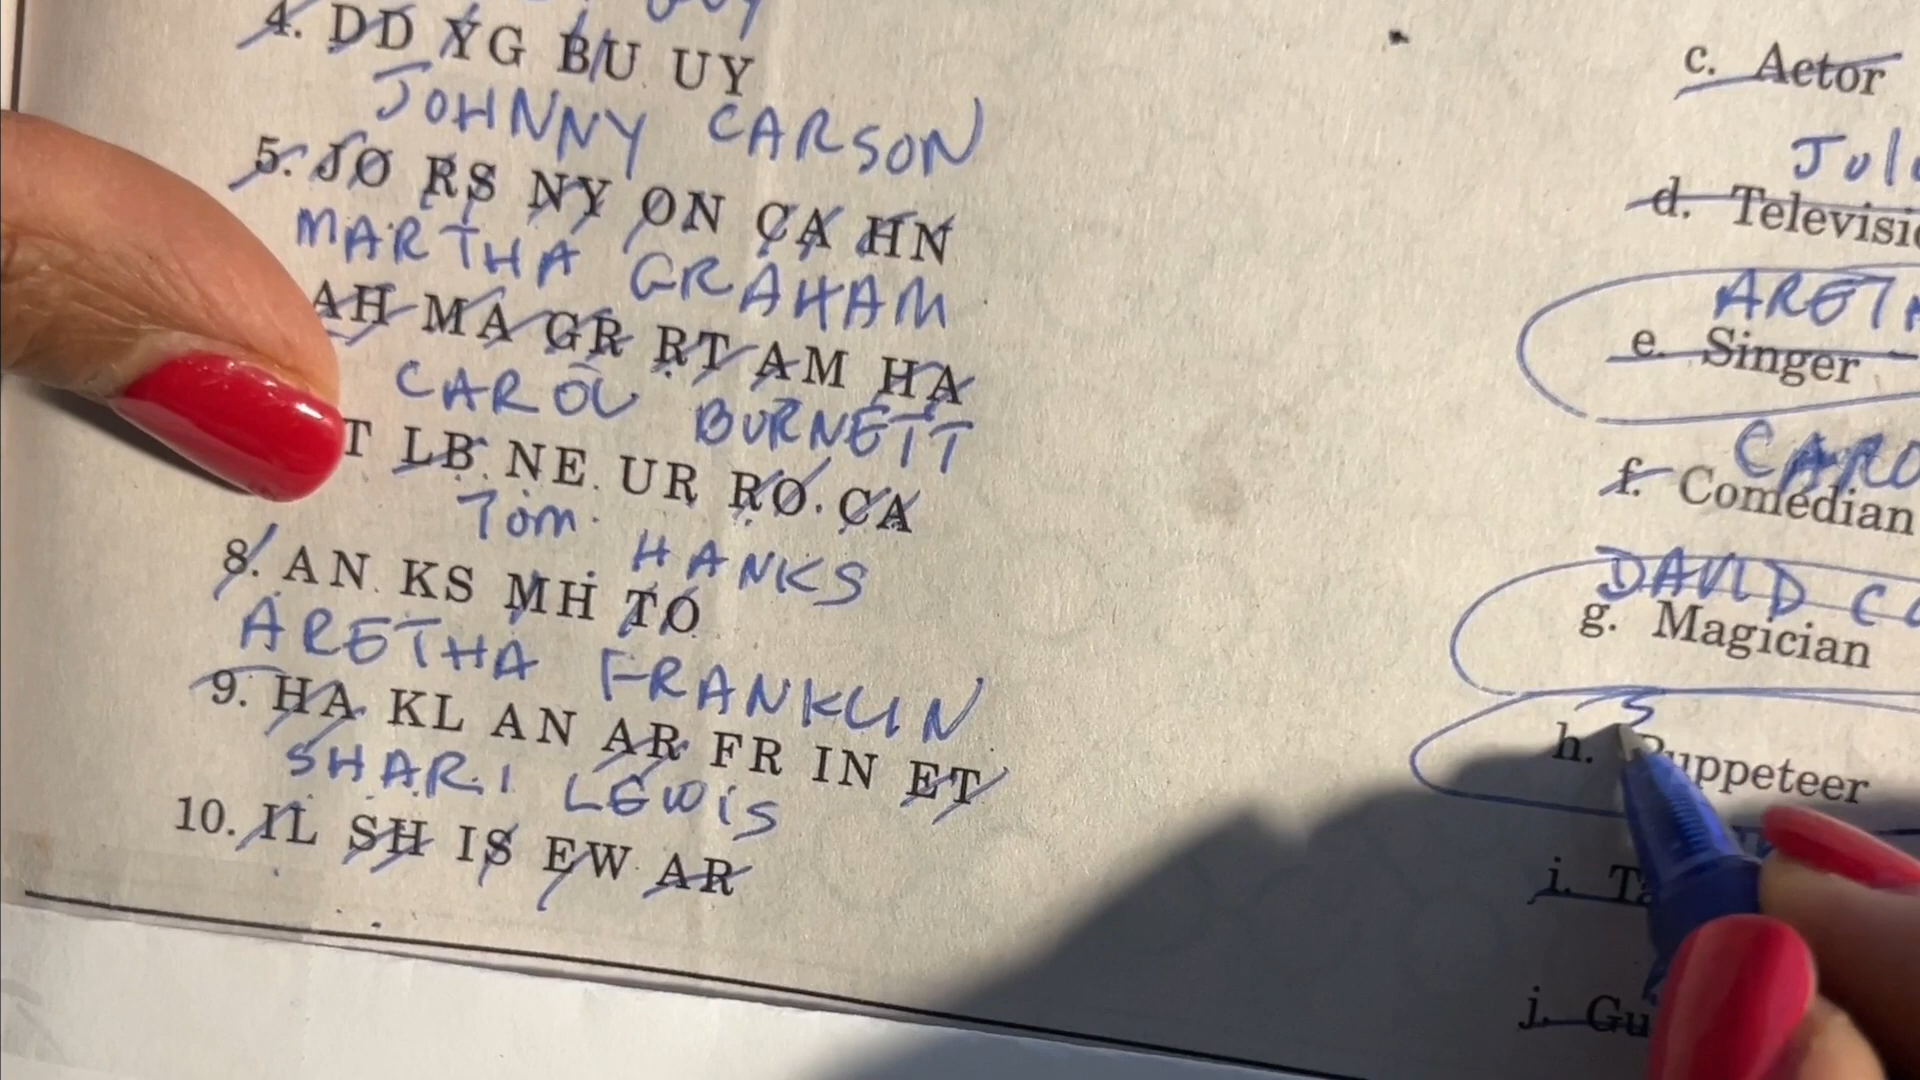 4. DD YG BU UY
JOHNNY CARSON
5. JO RS NY ON CA HN
MARTHA GRAHAM
AH MA GR RT AM HA
CAROL BURNETT
T LB NE UR RO CA
Tom HANKS
8. AN KS MH TO
ARETHA FRANKLIN
9. HA KL AN AR FR IN ET
SHARI LEWIS
10. IL SH IS EW AR
c. Actor
d.
e. Singer
f. Comedian
DAVID
g. Magician
h. Puppeteer
i.
j.